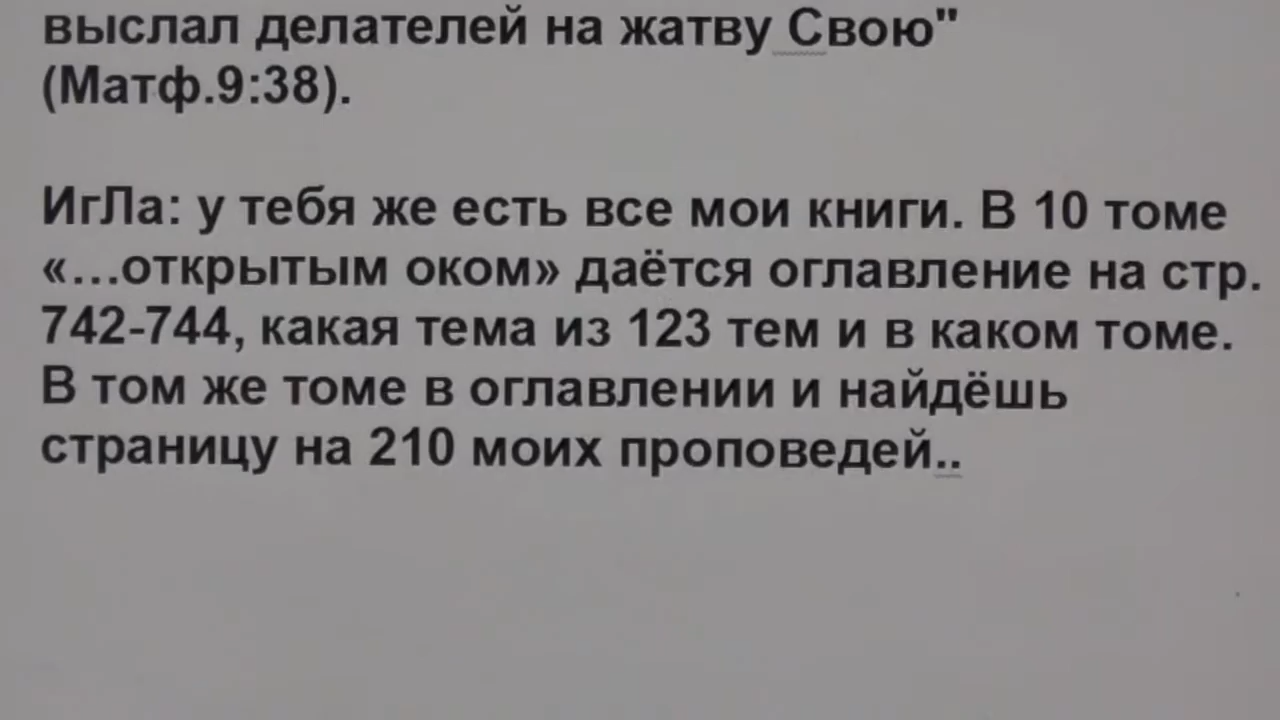 выслал делателей на жатву Свою"
(Матф.9:38).
ИгЛа: у тебя же есть все мои книги. В 10 томе
«…открытым оком» даётся оглавление на стр.
742-744, какая тема из 123 тем и в каком томе.
В том же томе в оглавлении и найдёшь
страницу на 210 моих проповедей..